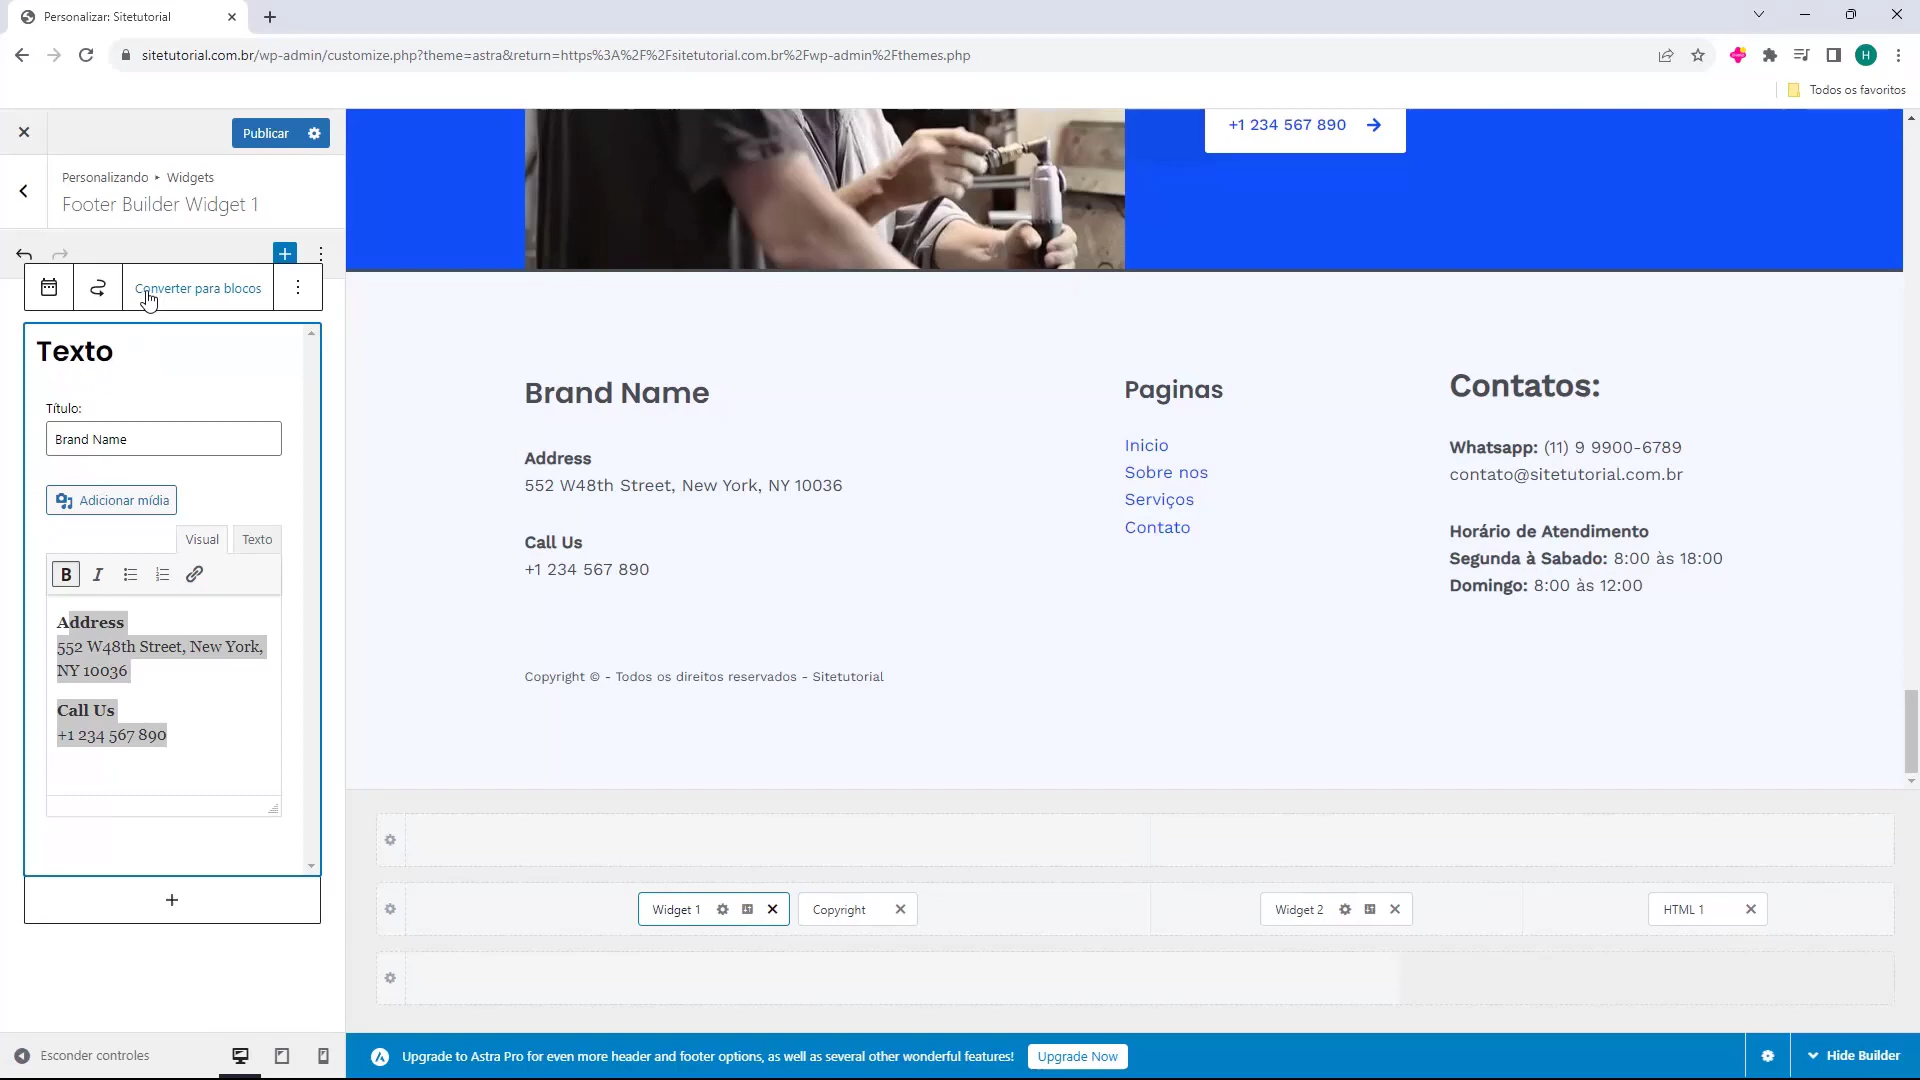 Personalizar: Sitetutorial
sitetutorial.com.br/wp-admin/customize.php?theme=astra&return=https%3A%2F%2Fsitetutorial.com.br%2Fwp-admin%2Fthemes.php
H
Todos os favoritos
Publicar
Personalizando ▸ Widgets
Footer Builder Widget 1
Converter para blocos
Texto
Título:
Brand Name
Adicionar mídia
Visual
Texto
B I
Address
552 W48th Street, New York,
NY 10036
Call Us
+1 234 567 890
Esconder controles
+1 234 567 890
Brand Name
Address
552 W48th Street, New York, NY 10036
Call Us
+1 234 567 890
Paginas
Inicio
Sobre nos
Serviços
Contato
Contatos:
Whatsapp: (11) 9 9900-6789
contato@sitetutorial.com.br
Horário de Atendimento
Segunda à Sabado: 8:00 às 18:00
Domingo: 8:00 às 12:00
Copyright © - Todos os direitos reservados - Sitetutorial
Widget 1
Copyright
Widget 2
HTML 1
Upgrade to Astra Pro for even more header and footer options, as well as several other wonderful features!
Upgrade Now
Hide Builder